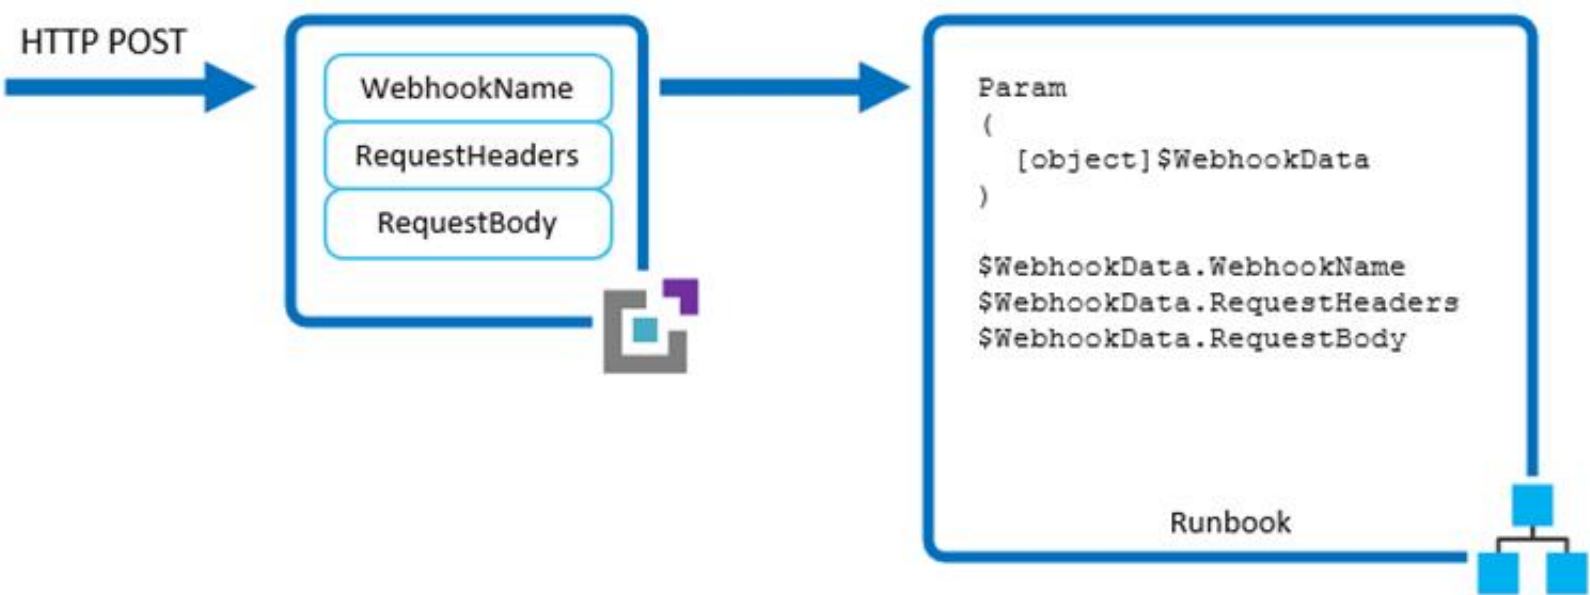 HTTP POST
WebhookName
RequestHeaders
RequestBody
Param
(
[object]$WebhookData
)
$WebhookData.WebhookName
$WebhookData.RequestHeaders
$WebhookData.RequestBody
Runbook